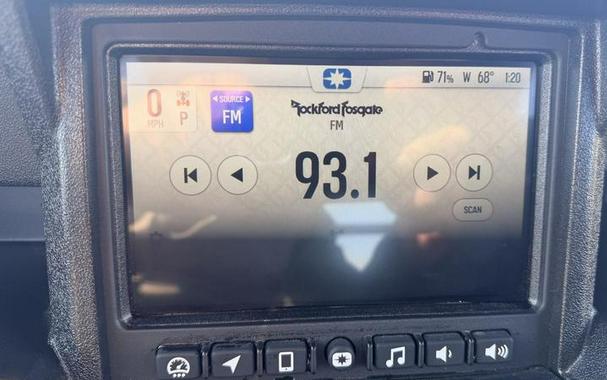 71% W 68° 1:20
0
MPH
P
SOURCE
FM
Rockford Fosgate
FM
93.1
SCAN